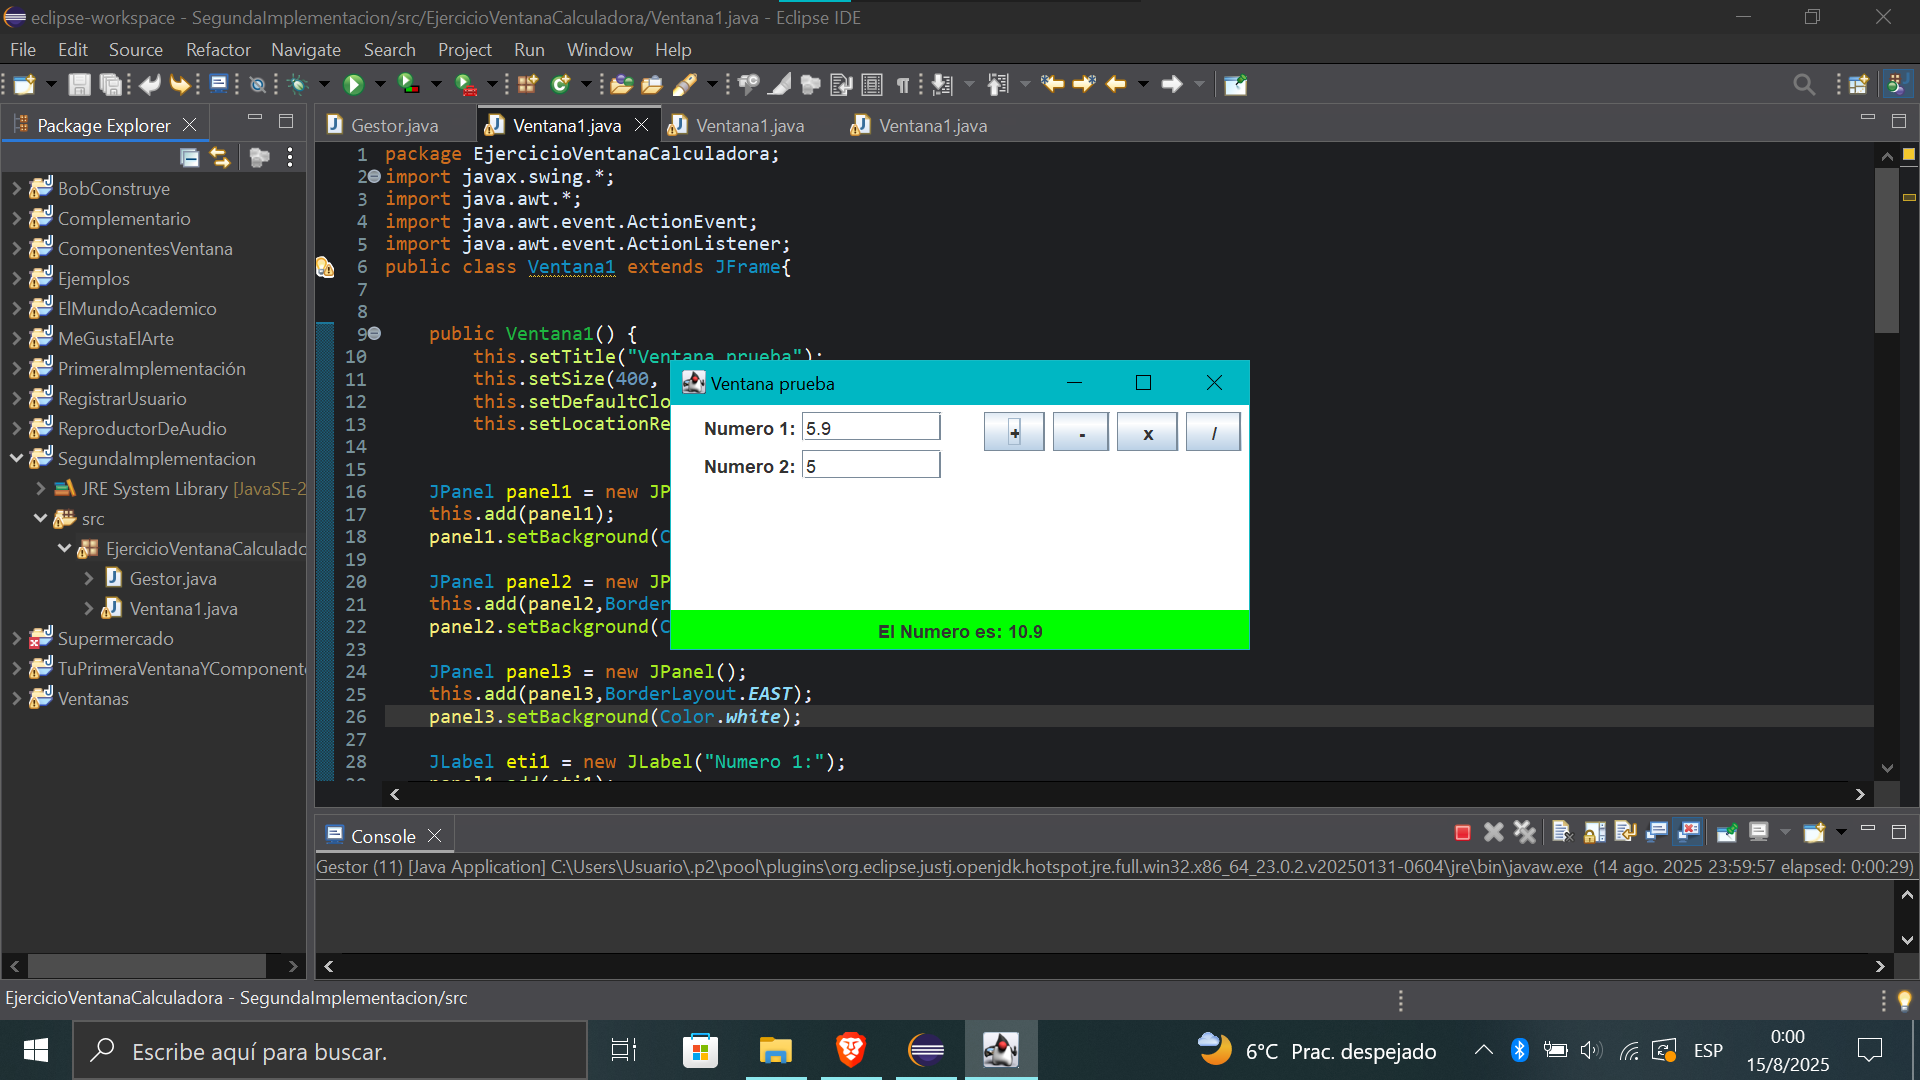 eclipse-workspace - SegundaImplementacion/src/EjercicioVentanaCalculadora/Ventana1.java - Eclipse IDE
File Edit Source Refactor Navigate Search Project Run Window Help
Package Explorer
BobConstruye
Complementario
ComponentesVentana
Ejemplos
ElMundoAcademico
MeGustaElArte
PrimeraImplementación
RegistrarUsuario
ReproductorDeAudio
SegundaImplementacion
JRE System Library [JavaSE-2
src
EjercicioVentanaCalculado
Gestor.java
Ventana1.java
Supermercado
TuPrimeraVentanaYComponent
Ventanas
Gestor.java Ventana1.java Ventana1.java Ventana1.java
1 package EjercicioVentanaCalculadora;
2 import javax.swing.*;
3 import java.awt.*;
4 import java.awt.event.ActionEvent;
5 import java.awt.event.ActionListener;
6 public class Ventana1 extends JFrame{
7
8
9 public Ventana1() {
10 this.setTitle("Ventana prueba");
11 this.setSize(400,
12 this.setDefaultClo
13 this.setLocationRe
14
15
16 JPanel panel1 = new JP
17 this.add(panel1);
18 panel1.setBackground(C
19
20 JPanel panel2 = new JP
21 this.add(panel2,Border
22 panel2.setBackground(C
23
24 JPanel panel3 = new JPanel();
25 this.add(panel3,BorderLayout.EAST);
26 panel3.setBackground(Color.white);
27
28 JLabel eti1 = new JLabel("Numero 1:");
Ventana prueba
Numero 1: 5.9 + - x /
Numero 2: 5
El Numero es: 10.9
Console
Gestor (11) [Java Application] C:\Users\Usuario\.p2\pool\plugins\org.eclipse.justj.openjdk.hotspot.jre.full.win32.x86_64_23.0.2.v20250131-0604\jre\bin\javaw.exe (14 ago. 2025 23:59:57 elapsed: 0:00:29)
EjercicioVentanaCalculadora - SegundaImplementacion/src
Escribe aquí para buscar.
6°C Prac. despejado
ESP
0:00
15/8/2025